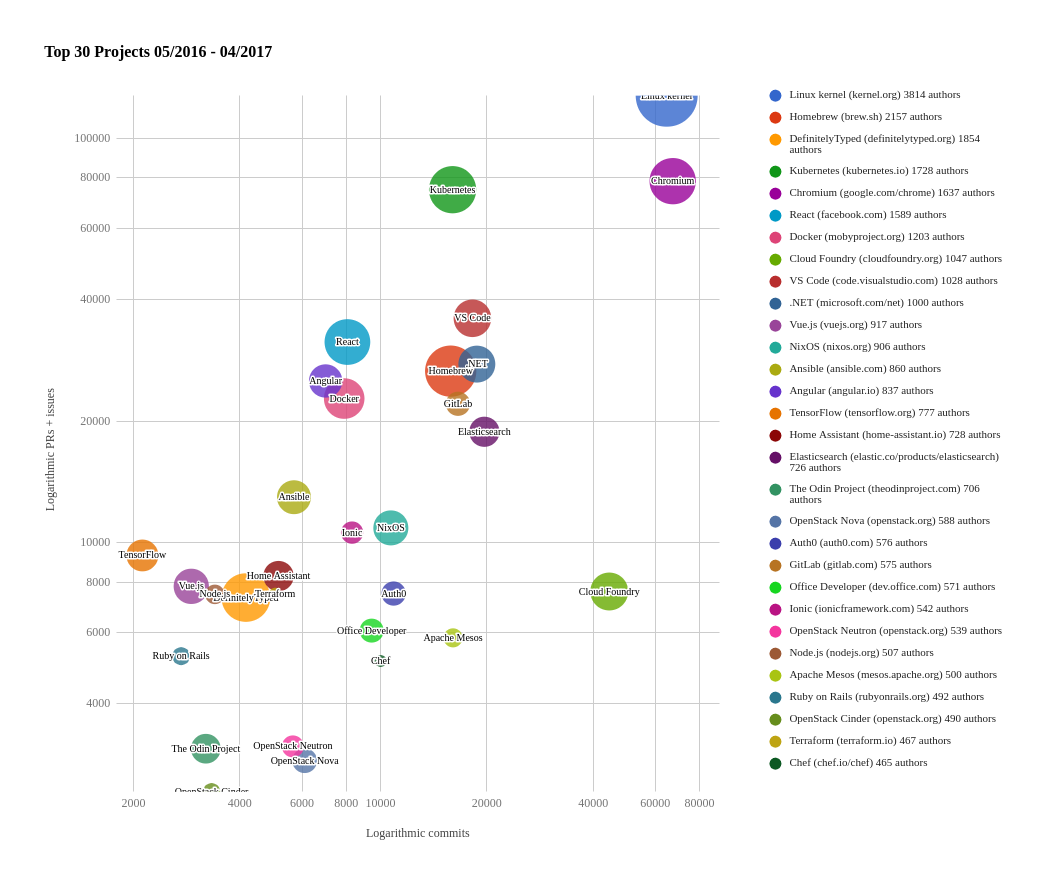 Top 30 Projects 05/2016 - 04/2017
Linux kernel
100000
80000
Kubernetes
Chromium
60000
40000
VS Code
React
.NET
Homebrew
Angular
Docker
GitLab
20000
Elasticsearch
Ansible
Ionic
NixOS
10000
TensorFlow
Home Assistant
8000
Vue.js
Node.js
DefinitelyTyped
Terraform
Auth0
Cloud Foundry
6000
Office Developer
Apache Mesos
Ruby on Rails
Chef
4000
The Odin Project
OpenStack Neutron
OpenStack Nova
OpenStack Cinder
2000
4000
6000
8000
10000
20000
40000
60000
80000
Logarithmic commits
Logarithmic PRs + issues
Linux kernel (kernel.org) 3814 authors
Homebrew (brew.sh) 2157 authors
DefinitelyTyped (definitelytyped.org) 1854
authors
Kubernetes (kubernetes.io) 1728 authors
Chromium (google.com/chrome) 1637 authors
React (facebook.com) 1589 authors
Docker (mobyproject.org) 1203 authors
Cloud Foundry (cloudfoundry.org) 1047 authors
VS Code (code.visualstudio.com) 1028 authors
.NET (microsoft.com/net) 1000 authors
Vue.js (vuejs.org) 917 authors
NixOS (nixos.org) 906 authors
Ansible (ansible.com) 860 authors
Angular (angular.io) 837 authors
TensorFlow (tensorflow.org) 777 authors
Home Assistant (home-assistant.io) 728 authors
Elasticsearch (elastic.co/products/elasticsearch)
726 authors
The Odin Project (theodinproject.com) 706
authors
OpenStack Nova (openstack.org) 588 authors
Auth0 (auth0.com) 576 authors
GitLab (gitlab.com) 575 authors
Office Developer (dev.office.com) 571 authors
Ionic (ionicframework.com) 542 authors
OpenStack Neutron (openstack.org) 539 authors
Node.js (nodejs.org) 507 authors
Apache Mesos (mesos.apache.org) 500 authors
Ruby on Rails (rubyonrails.org) 492 authors
OpenStack Cinder (openstack.org) 490 authors
Terraform (terraform.io) 467 authors
Chef (chef.io/chef) 465 authors